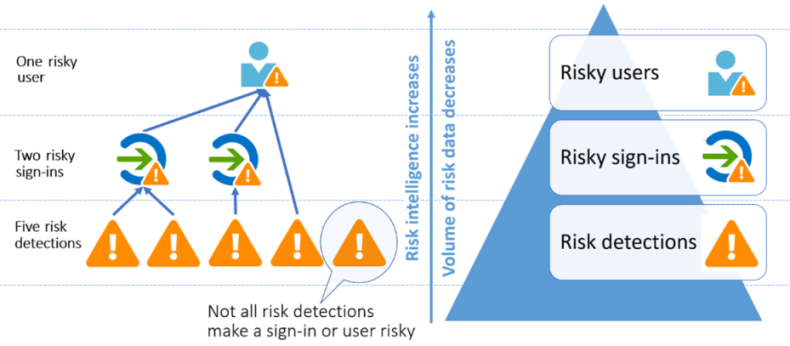 One risky
user
Two risky
sign-ins
Five risk
detections
Not all risk detections
make a sign-in or user risky
Risk intelligence increases
Volume of risk data decreases
Risky users
Risky sign-ins
Risk detections